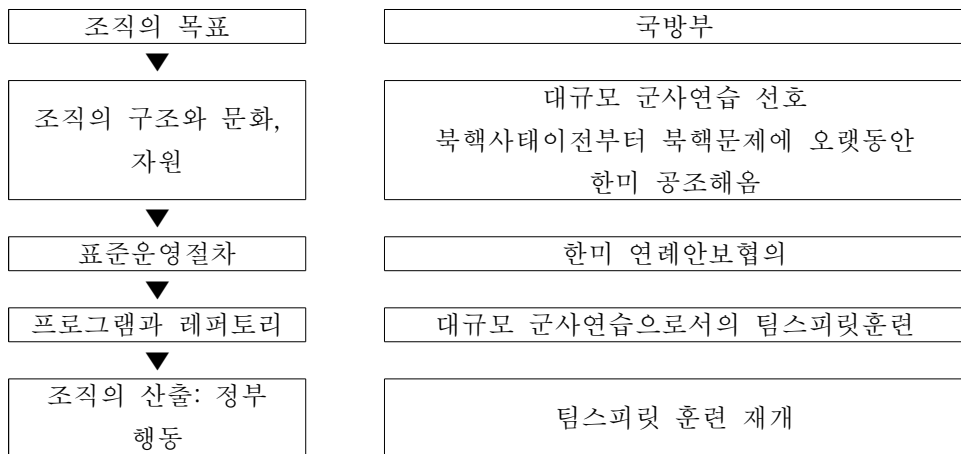 조직의 목표
국방부
▼
조직의 구조와 문화,
자원
대규모 군사연습 선호
북핵사태이전부터 북핵문제에 오랫동안
한미 공조해옴
▼
표준운영절차
한미 연례안보협의
▼
프로그램과 레퍼토리
대규모 군사연습으로서의 팀스피릿훈련
▼
조직의 산출: 정부
행동
팀스피릿 훈련 재개